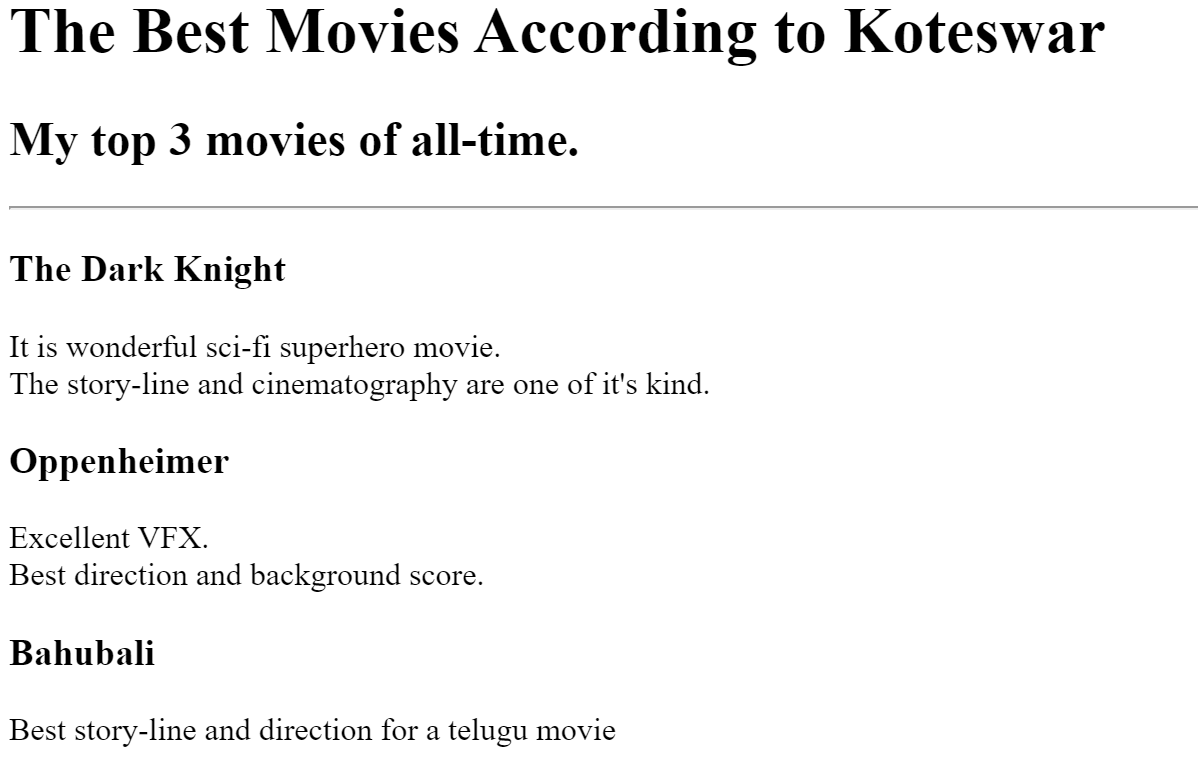 The Best Movies According to Koteswar
My top 3 movies of all-time.
The Dark Knight
It is wonderful sci-fi superhero movie.
The story-line and cinematography are one of it's kind.
Oppenheimer
Excellent VFX.
Best direction and background score.
Bahubali
Best story-line and direction for a telugu movie